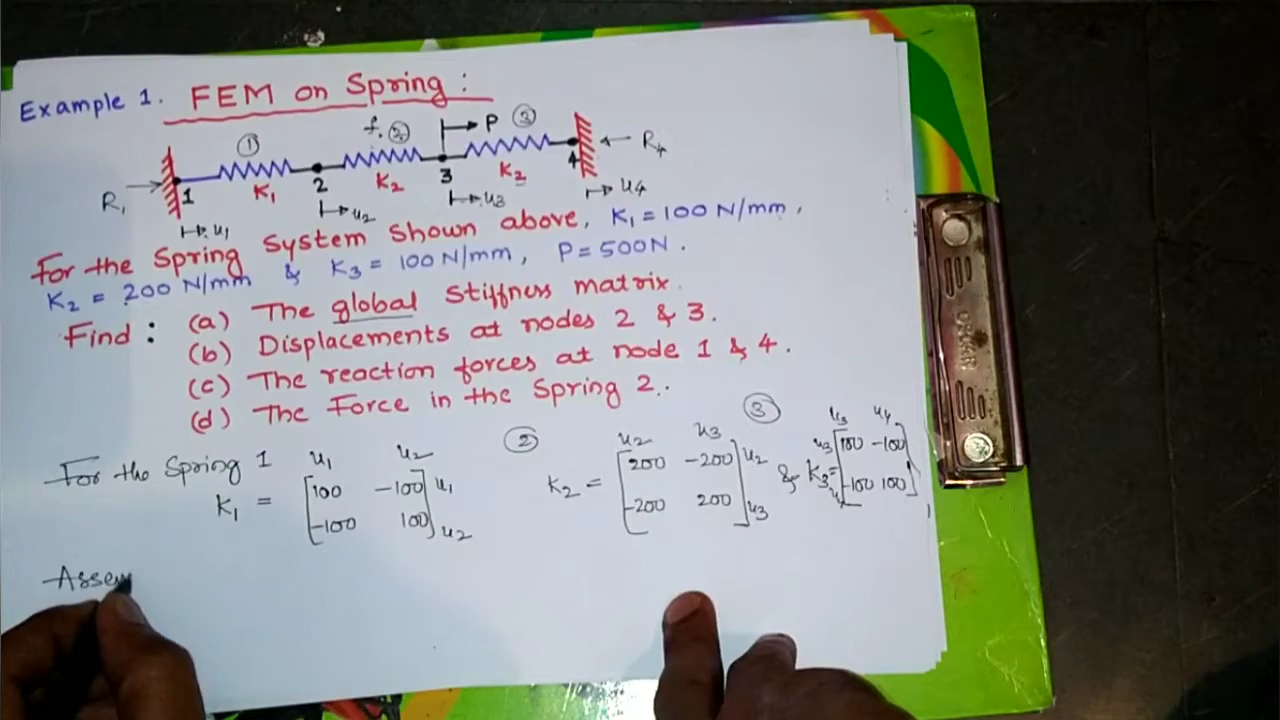 Example 1. FEM on Spring :
① f. ② P ③
R₁ 1 K₁ 2 K₂ 3 K₂ 4 R₄
u₁ u₂ u₃ u₄
For the Spring System Shown above, K₁ = 100 N/mm,
K₂ = 200 N/mm & K₃ = 100 N/mm, P = 500N.
Find : (a) The global Stiffness matrix.
(b) Displacements at nodes 2 & 3.
(c) The reaction forces at node 1 & 4.
(d) The Force in the Spring 2.
For the Spring 1 u₁ u₂ ② u₂ u₃ ③ u₃ u₄
K₁ = [100 -100] u₁ K₂ = [200 -200] u₂ & K₃ = u₃ [100 -100]
[-100 100] u₂ [-200 200] u₃ u₄ [-100 100]
Assem